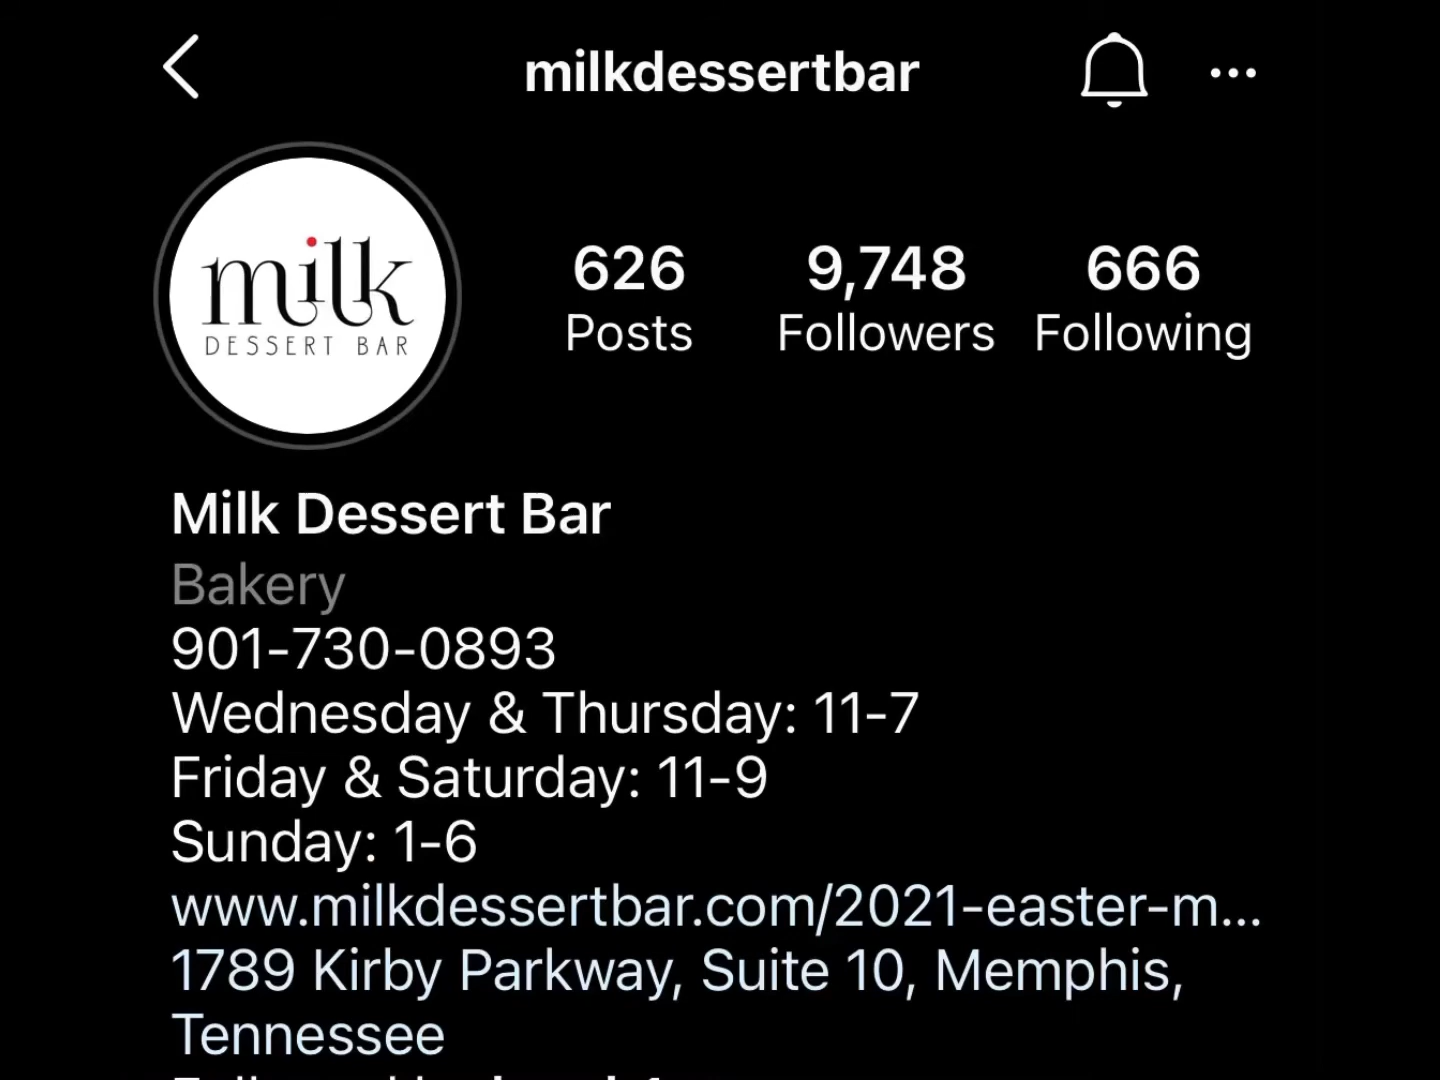 milkdessertbar
milk
DESSERT BAR
626 9,748 666
Posts Followers Following
Milk Dessert Bar
Bakery
901-730-0893
Wednesday & Thursday: 11-7
Friday & Saturday: 11-9
Sunday: 1-6
www.milkdessertbar.com/2021-easter-m...
1789 Kirby Parkway, Suite 10, Memphis,
Tennessee